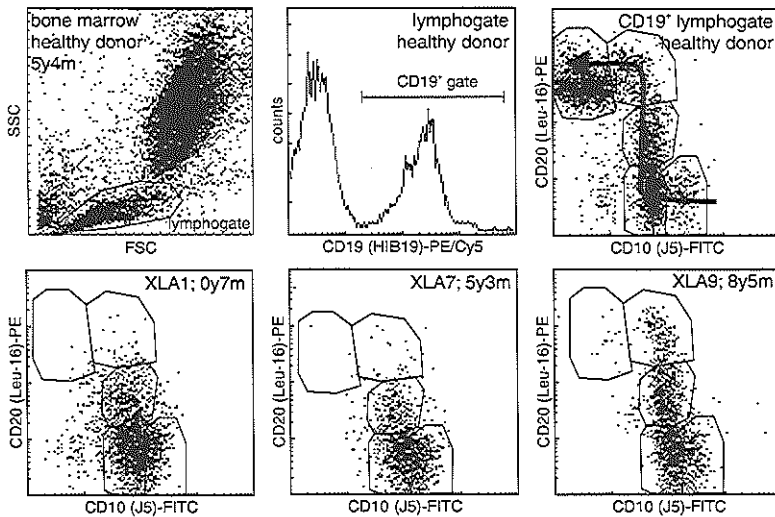 bone marrow
healthy donor
5y4m
SSC
lymphogate
FSC
lymphogate
healthy donor
CD19⁺ gate
counts
CD19 (HIB19)-PE/Cy5
CD19⁺ lymphogate
healthy donor
CD20 (Leu-16)-PE
CD10 (J5)-FITC
XLA1; 0y7m
CD20 (Leu-16)-PE
CD10 (J5)-FITC
XLA7; 5y3m
CD20 (Leu-16)-PE
CD10 (J5)-FITC
XLA9; 8y5m
CD20 (Leu-16)-PE
CD10 (J5)-FITC